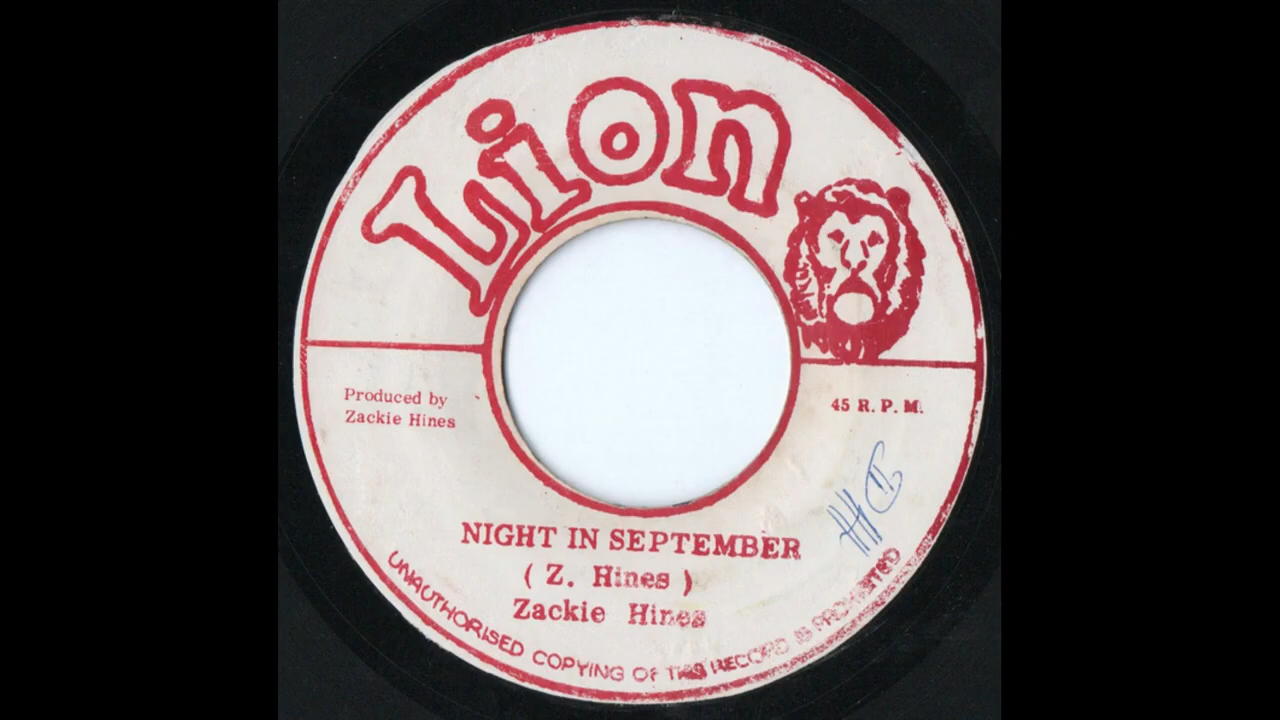 Lion
Produced by
Zackie Hines
45 R. P. M.
NIGHT IN SEPTEMBER
( Z. Hines )
Zackie Hines
UNAUTHORISED COPYING OF THIS RECORD IS PROHIBITED